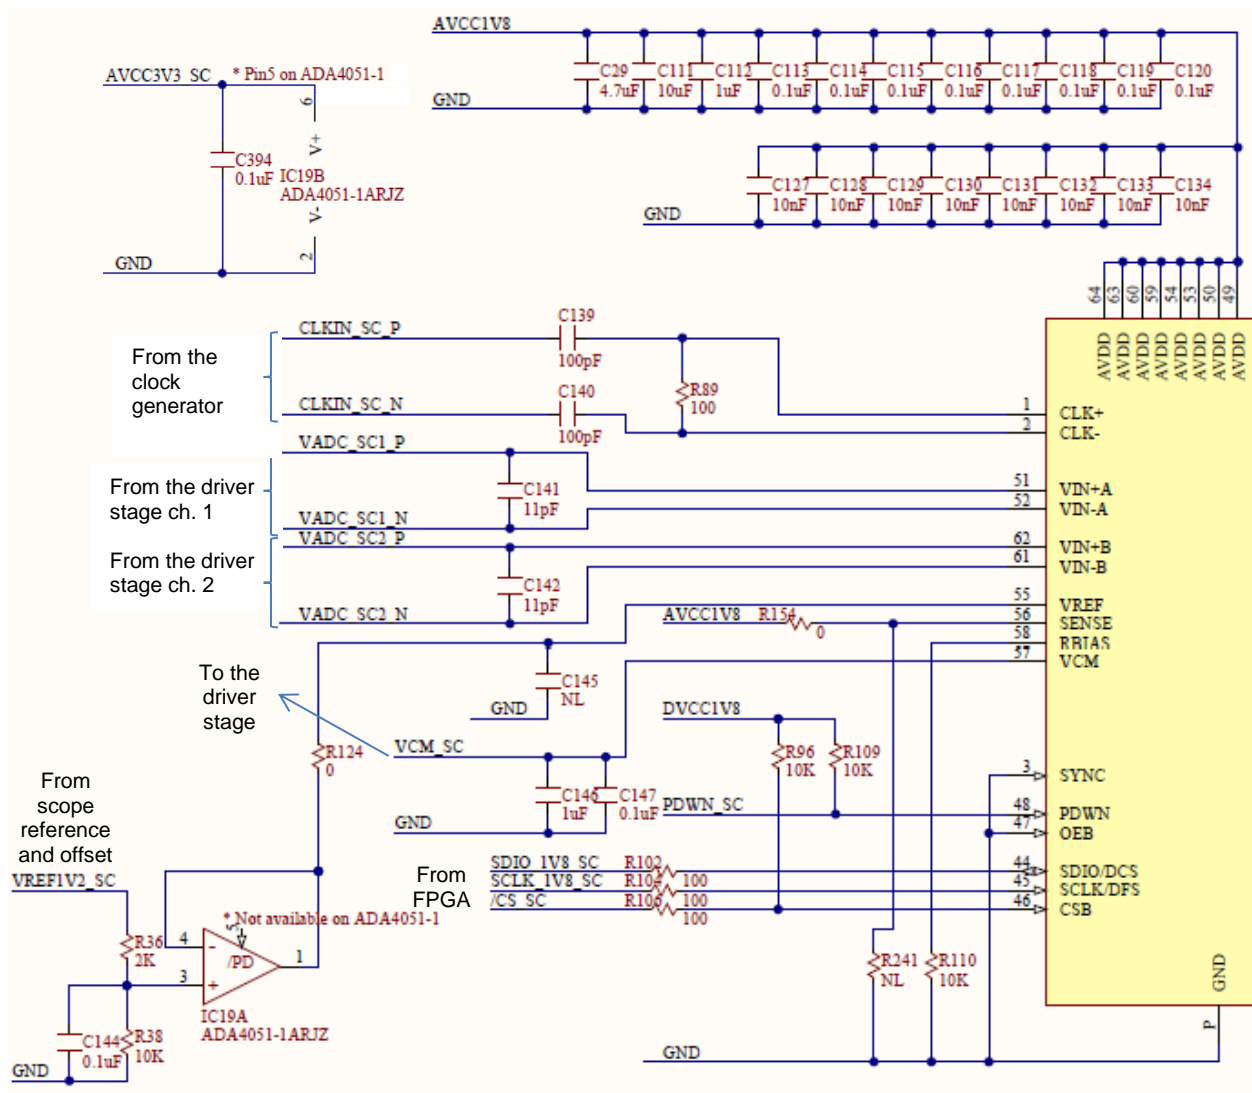 AVCC1V8
AVCC3V3_SC
* Pin5 on ADA4051-1
C29
4.7uF
C111
10uF
C112
1uF
C113
0.1uF
C114
0.1uF
C115
0.1uF
C116
0.1uF
C117
0.1uF
C118
0.1uF
C119
0.1uF
C120
0.1uF
GND
6
V+
C394
0.1uF
IC19B
ADA4051-1ARJZ
V-
2
GND
C127
10nF
C128
10nF
C129
10nF
C130
10nF
C131
10nF
C132
10nF
C133
10nF
C134
10nF
GND
64
63
60
59
54
53
50
49
AVDD
AVDD
AVDD
AVDD
AVDD
AVDD
AVDD
AVDD
From the
clock
generator
CLKIN_SC_P
C139
100pF
R89
100
CLKIN_SC_N
C140
100pF
1
CLK+
2
CLK-
From the driver
stage ch. 1
VADC_SC1_P
C141
11pF
VADC_SC1_N
51
VIN+A
52
VIN-A
From the driver
stage ch. 2
VADC_SC2_P
C142
11pF
VADC_SC2_N
62
VIN+B
61
VIN-B
55
VREF
AVCC1V8
R154
0
56
SENSE
58
RBIAS
57
VCM
To the
driver
stage
C145
NL
GND
DVCC1V8
R124
0
VCM_SC
R96
10K
R109
10K
C146
1uF
C147
0.1uF
GND
PDWN_SC
3
SYNC
48
PDWN
47
OEB
From
scope
reference
and offset
VREF1V2_SC
From
FPGA
SDIO_1V8_SC
R102
100
SCLK_1V8_SC
R104
100
/CS_SC
R106
100
44
SDIO/DCS
45
SCLK/DFS
46
CSB
* Not available on ADA4051-1
R36
2K
4
-
5
/PD
1
3
+
IC19A
ADA4051-1ARJZ
C144
0.1uF
R38
10K
GND
R241
NL
R110
10K
GND
GND
P